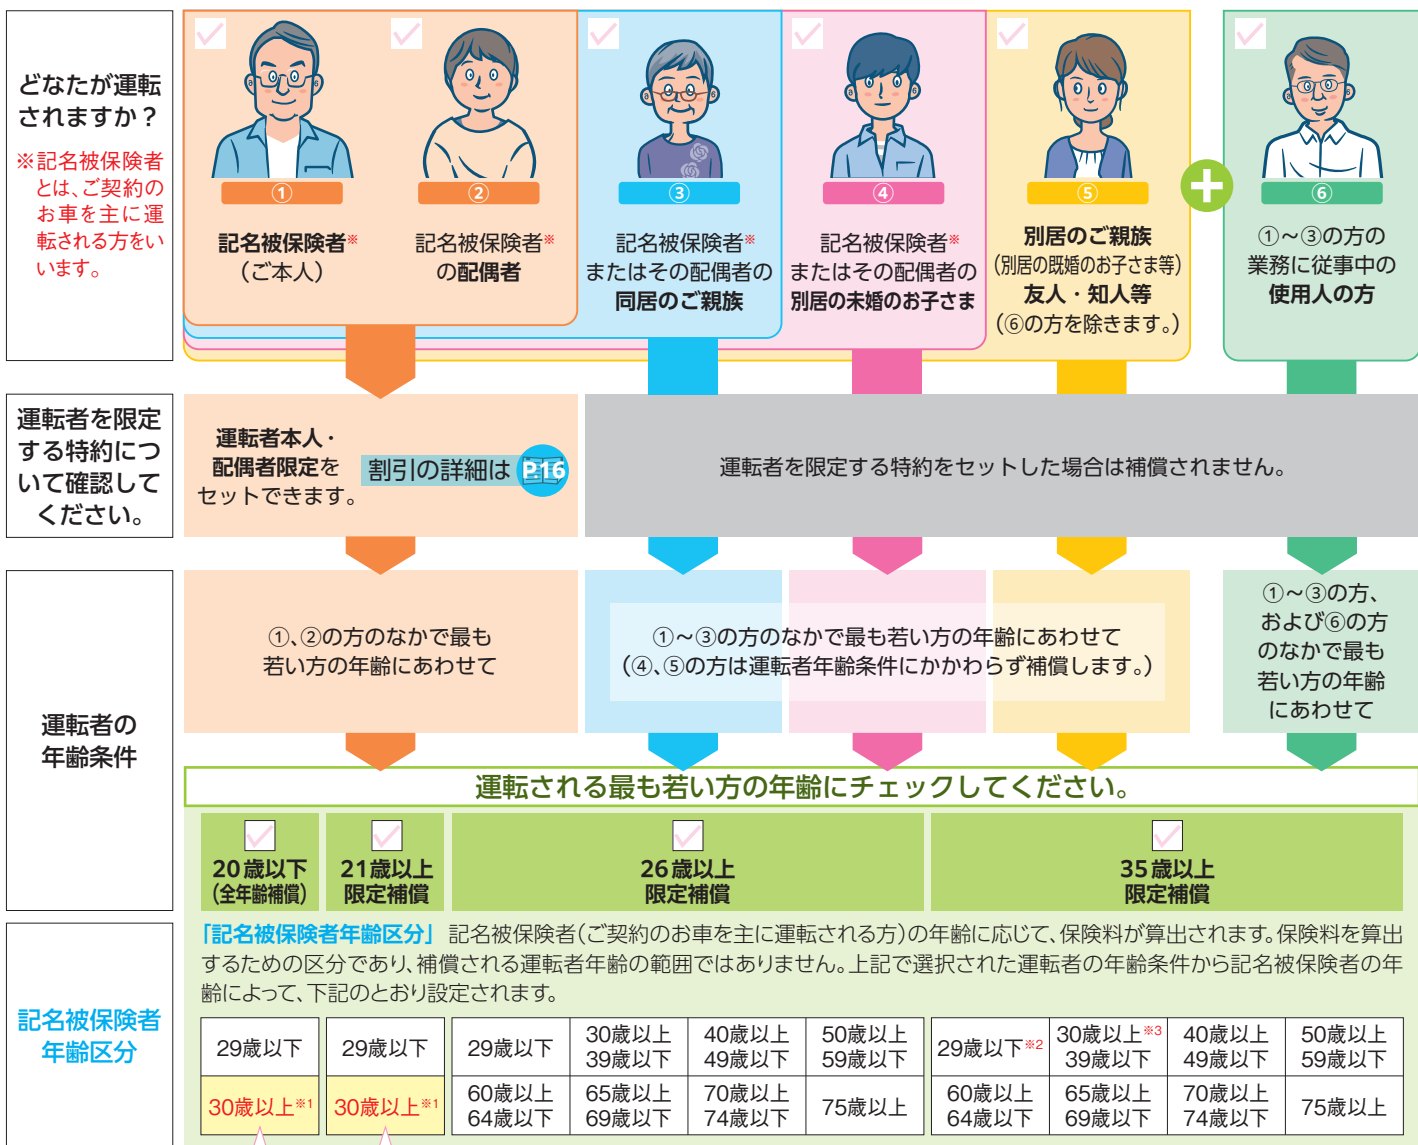 どなたが運転
されますか？
※記名被保険者
とは、ご契約の
お車を主に運
転される方をい
います。
①
記名被保険者※
（ご本人）
②
記名被保険者※
の配偶者
③
記名被保険者※
またはその配偶者の
同居のご親族
④
記名被保険者※
またはその配偶者の
別居の未婚のお子さま
⑤
別居のご親族
（別居の既婚のお子さま等）
友人・知人等
（⑥の方を除きます。）
⑥
①～③の方の
業務に従事中の
使用人の方
運転者を限定
する特約につ
いて確認して
ください。
運転者本人・
配偶者限定を
セットできます。
割引の詳細は P.16
運転者を限定する特約をセットした場合は補償されません。
運転者の
年齢条件
①、②の方のなかで最も
若い方の年齢にあわせて
①～③の方のなかで最も若い方の年齢にあわせて
（④、⑤の方は運転者年齢条件にかかわらず補償します。）
①～③の方、
および⑥の方
のなかで最も
若い方の年齢
にあわせて
運転される最も若い方の年齢にチェックしてください。
20歳以下
（全年齢補償）
21歳以上
限定補償
26歳以上
限定補償
35歳以上
限定補償
記名被保険者
年齢区分
「記名被保険者年齢区分」 記名被保険者（ご契約のお車を主に運転される方）の年齢に応じて、保険料が算出されます。保険料を算出
するための区分であり、補償される運転者年齢の範囲ではありません。上記で選択された運転者の年齢条件から記名被保険者の年
齢によって、下記のとおり設定されます。
29歳以下
30歳以上※1
29歳以下
30歳以上※1
29歳以下
30歳以上
39歳以下
40歳以上
49歳以下
50歳以上
59歳以下
60歳以上
64歳以下
65歳以上
69歳以下
70歳以上
74歳以下
75歳以上
29歳以下※2
30歳以上※3
39歳以下
40歳以上
49歳以下
50歳以上
59歳以下
60歳以上
64歳以下
65歳以上
69歳以下
70歳以上
74歳以下
75歳以上